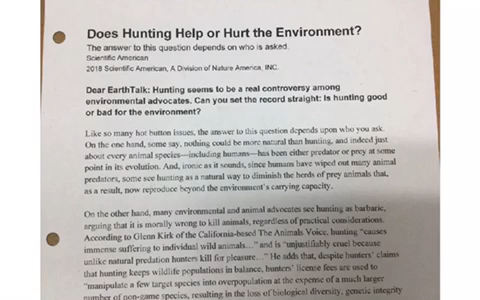 Does Hunting Help or Hurt the Environment?
The answer to this question depends on who is asked.
Scientific American
2018 Scientific American, A Division of Nature America, INC.
Dear EarthTalk: Hunting seems to be a real controversy among
environmental advocates. Can you set the record straight: Is hunting good
or bad for the environment?
Like so many hot button issues, the answer to this question depends upon who you ask.
On the one hand, some say, nothing could be more natural than hunting, and indeed just
about every animal species—including humans—has been either predator or prey at some
point in its evolution. And, ironic as it sounds, since humans have wiped out many animal
predators, some see hunting as a natural way to diminish the herds of prey animals that,
as a result, now reproduce beyond the environment's carrying capacity.
On the other hand, many environmental and animal advocates see hunting as barbaric,
arguing that it is morally wrong to kill animals, regardless of practical considerations.
According to Glenn Kirk of the California-based The Animals Voice, hunting "causes
immense suffering to individual wild animals…" and is "unjustifiably cruel because
unlike natural predation hunters kill for pleasure…" He adds that, despite hunters' claims
that hunting keeps wildlife populations in balance, hunters' license fees are used to
"manipulate a few target species into overpopulation at the expense of a much larger
number of non-game species, resulting in the loss of biological diversity, genetic integrity